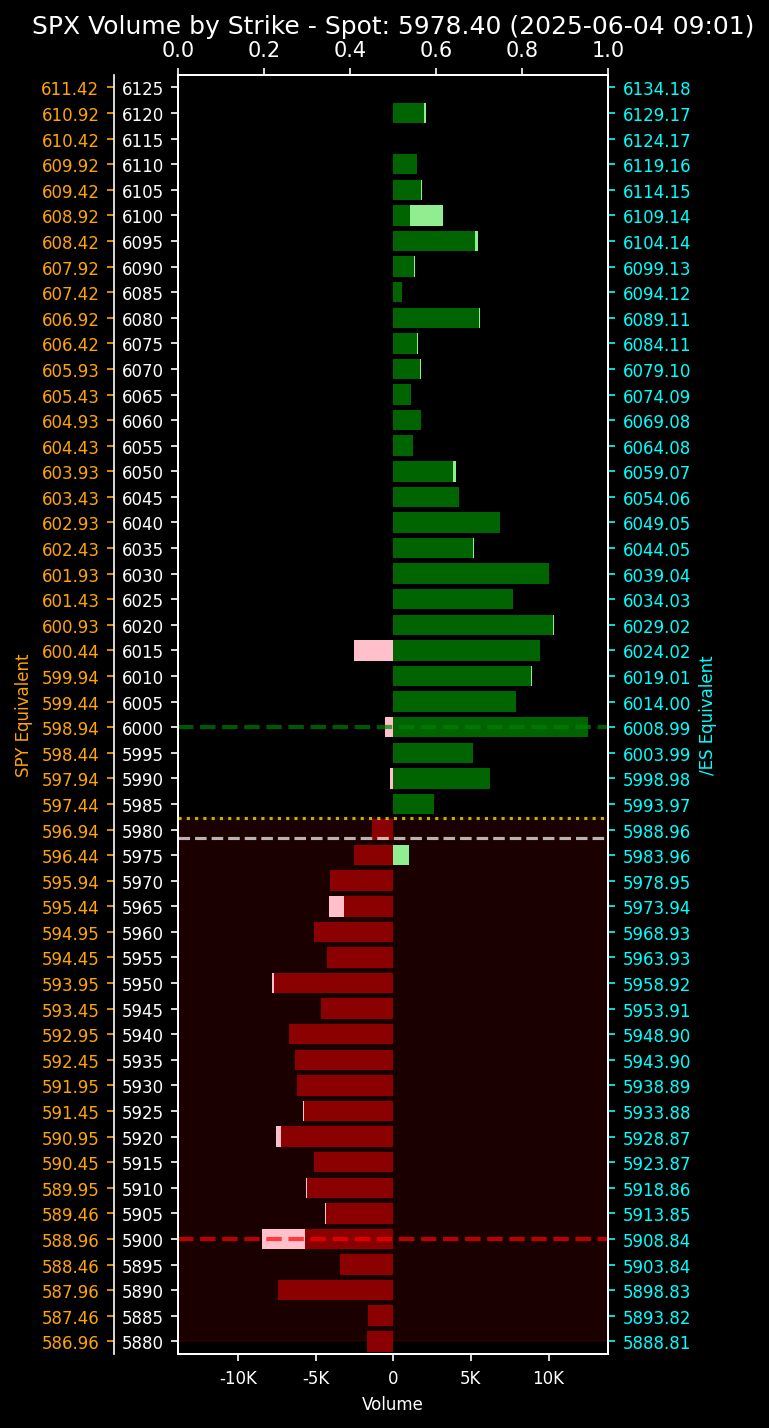 SPX Volume by Strike - Spot: 5978.40 (2025-06-04 09:01)
0.0 0.2 0.4 0.6 0.8 1.0
611.42 6125 6134.18
610.92 6120 6129.17
610.42 6115 6124.17
609.92 6110 6119.16
609.42 6105 6114.15
608.92 6100 6109.14
608.42 6095 6104.14
607.92 6090 6099.13
607.42 6085 6094.12
606.92 6080 6089.11
606.42 6075 6084.11
605.93 6070 6079.10
605.43 6065 6074.09
604.93 6060 6069.08
604.43 6055 6064.08
603.93 6050 6059.07
603.43 6045 6054.06
602.93 6040 6049.05
602.43 6035 6044.05
601.93 6030 6039.04
601.43 6025 6034.03
600.93 6020 6029.02
600.44 6015 6024.02
599.94 6010 6019.01
599.44 6005 6014.00
598.94 6000 6008.99
598.44 5995 6003.99
597.94 5990 5998.98
597.44 5985 5993.97
596.94 5980 5988.96
596.44 5975 5983.96
595.94 5970 5978.95
595.44 5965 5973.94
594.95 5960 5968.93
594.45 5955 5963.93
593.95 5950 5958.92
593.45 5945 5953.91
592.95 5940 5948.90
592.45 5935 5943.90
591.95 5930 5938.89
591.45 5925 5933.88
590.95 5920 5928.87
590.45 5915 5923.87
589.95 5910 5918.86
589.46 5905 5913.85
588.96 5900 5908.84
588.46 5895 5903.84
587.96 5890 5898.83
587.46 5885 5893.82
586.96 5880 5888.81
SPY Equivalent
/ES Equivalent
-10K -5K 0 5K 10K
Volume